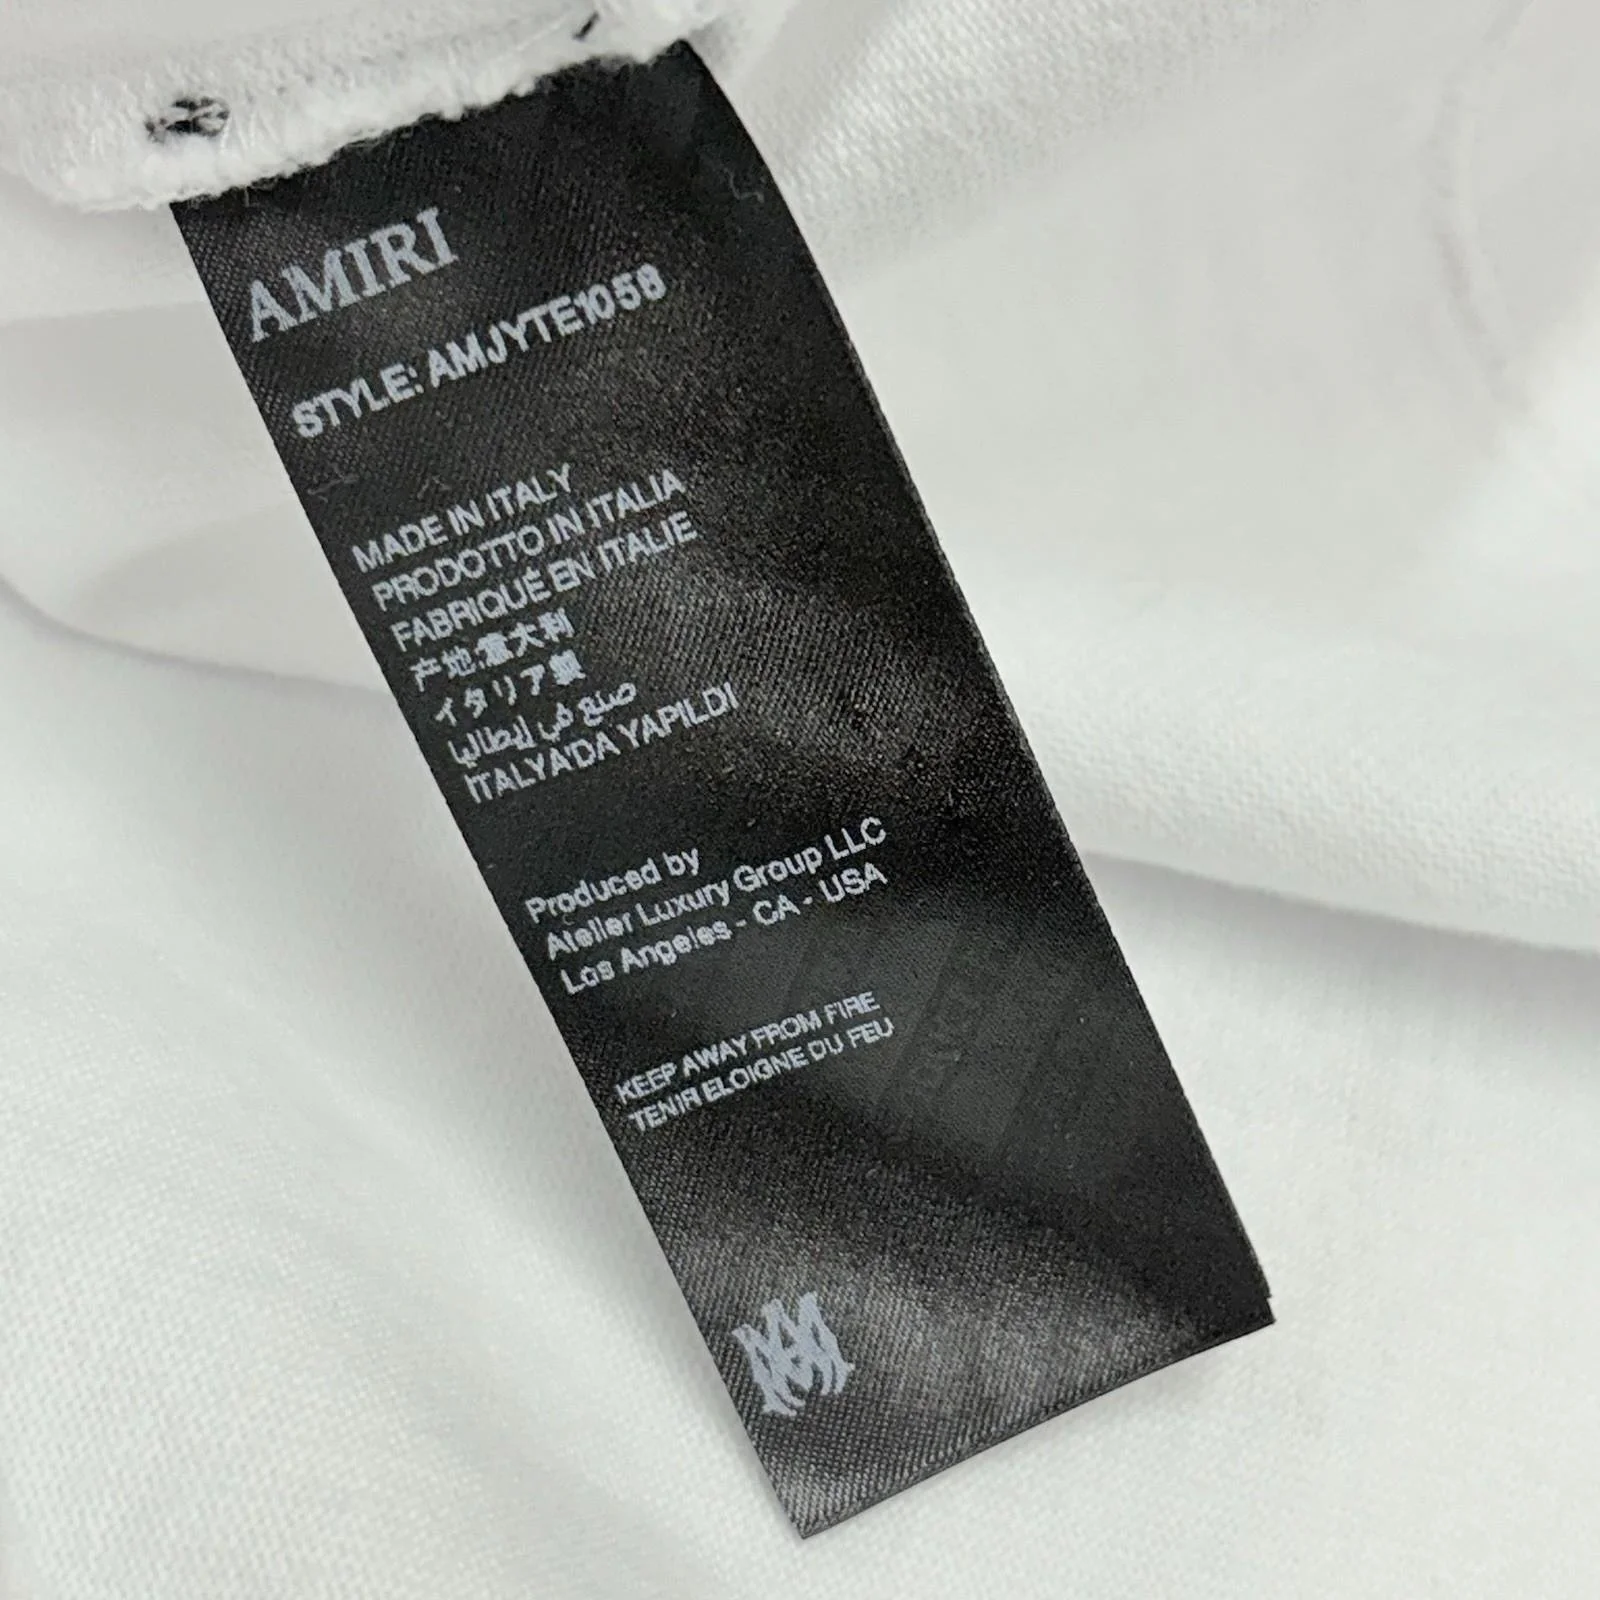 AMIRI
STYLE: AMJYTE1058
MADE IN ITALY
PRODOTTO IN ITALIA
FABRIQUÉ EN ITALIE
产地:意大利
イタリア製
صنع في إيطاليا
İTALYA'DA YAPILDI
Produced by
Atelier Luxury Group LLC
Los Angeles - CA - USA
KEEP AWAY FROM FIRE
TENIR ELOIGNE DU FEU